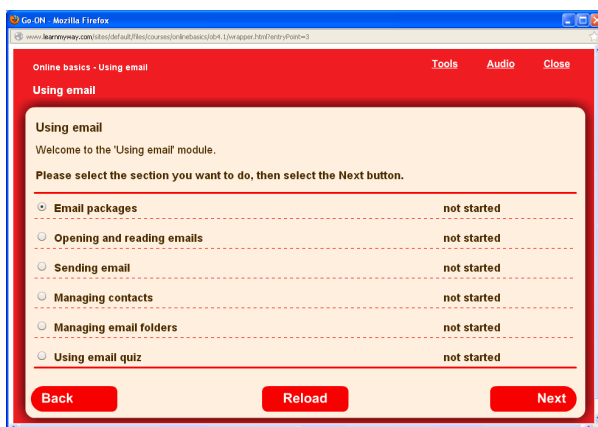 Go-ON - Mozilla Firefox
www.learnmyway.com/sites/default/files/courses/onlinebasics/ob4.1/wrapper.html?entryPoint=3
Online basics - Using email
Tools Audio Close
Using email
Using email
Welcome to the 'Using email' module.
Please select the section you want to do, then select the Next button.
Email packages not started
Opening and reading emails not started
Sending email not started
Managing contacts not started
Managing email folders not started
Using email quiz not started
Back Reload Next